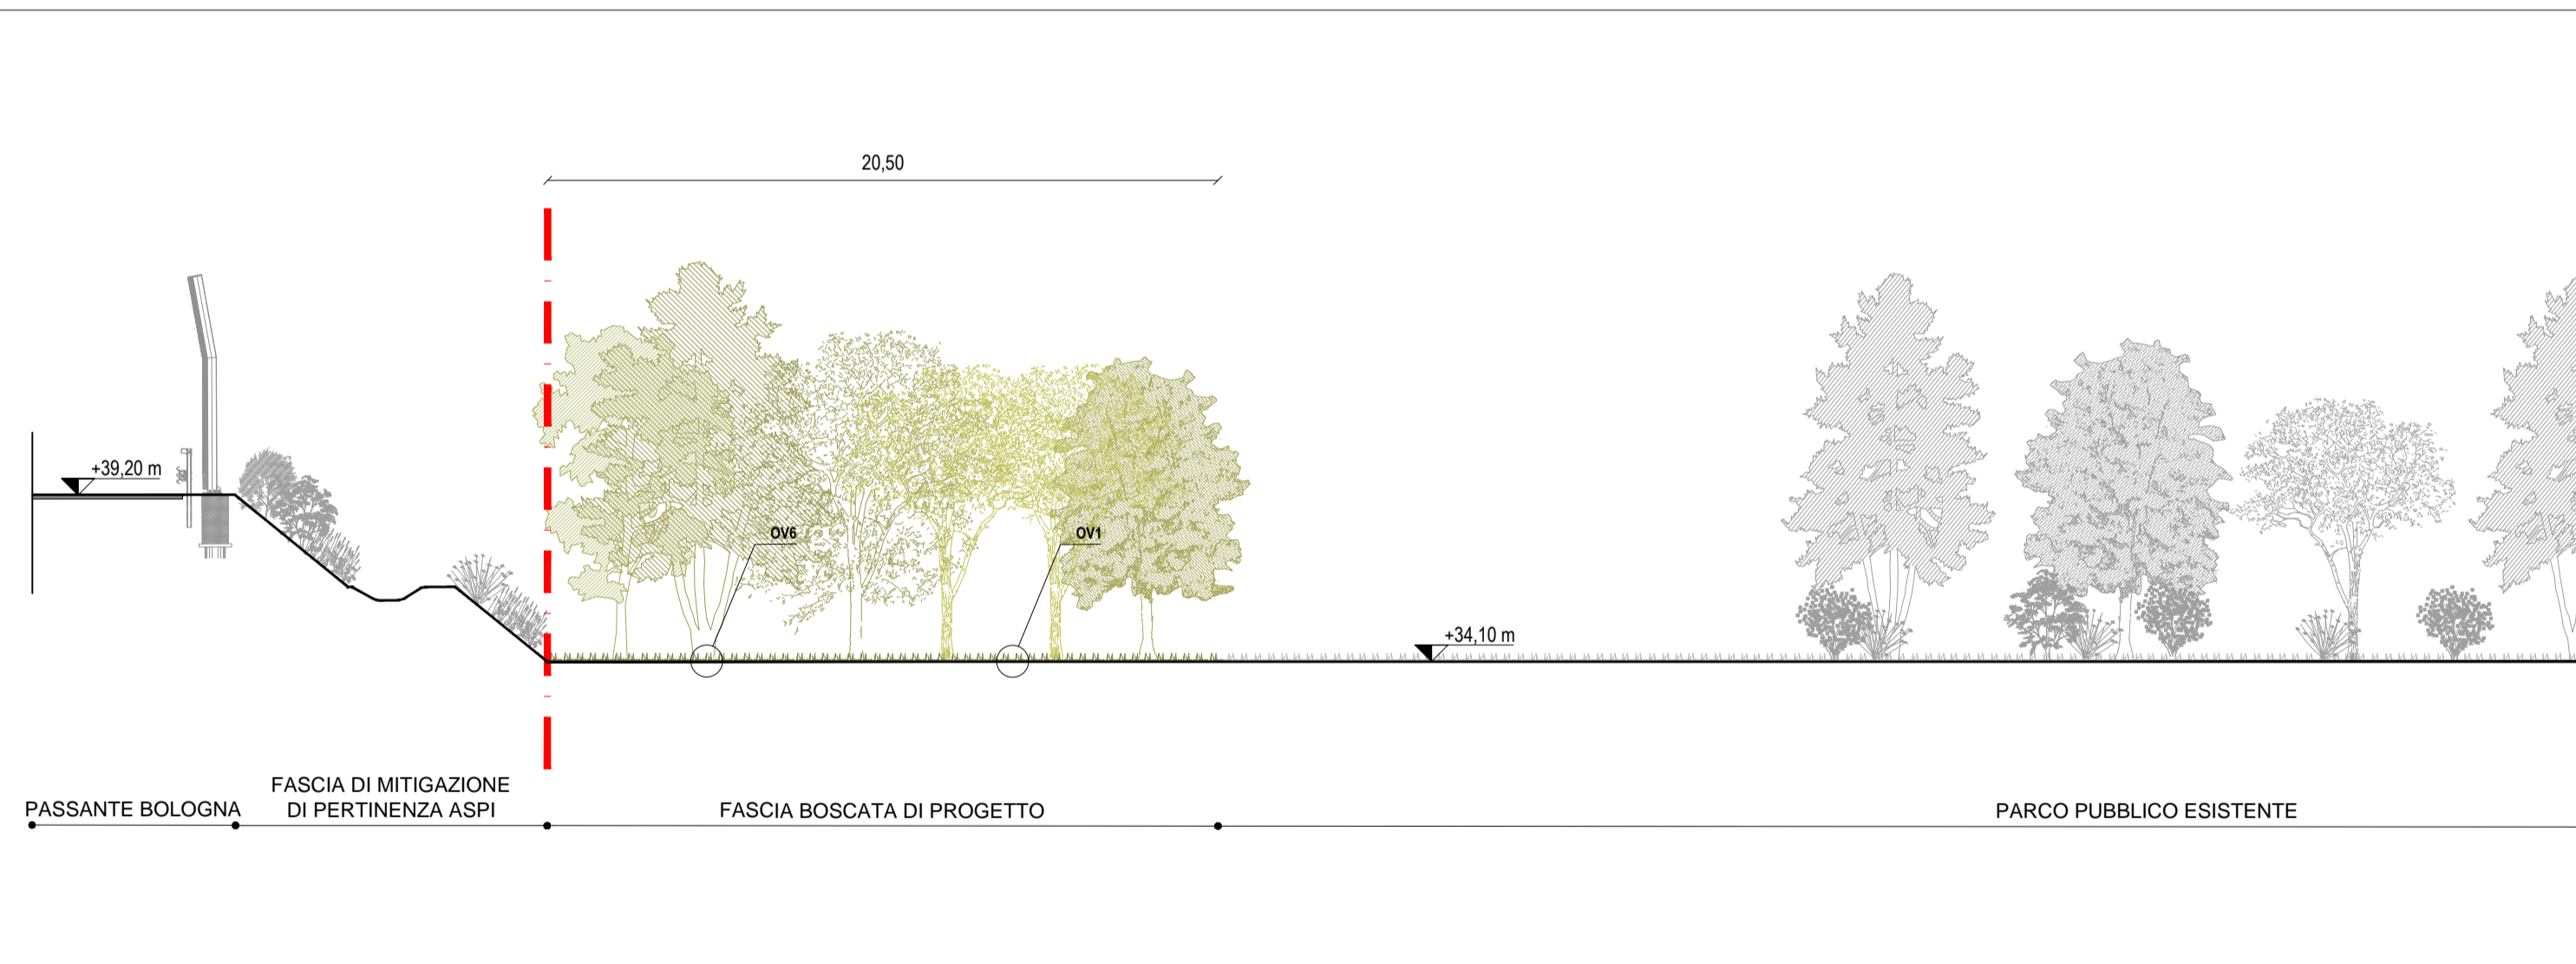 20,50
+39,20 m
OV6
OV1
+34,10 m
FASCIA DI MITIGAZIONE
DI PERTINENZA ASPI
PASSANTE BOLOGNA
FASCIA BOSCATA DI PROGETTO
PARCO PUBBLICO ESISTENTE